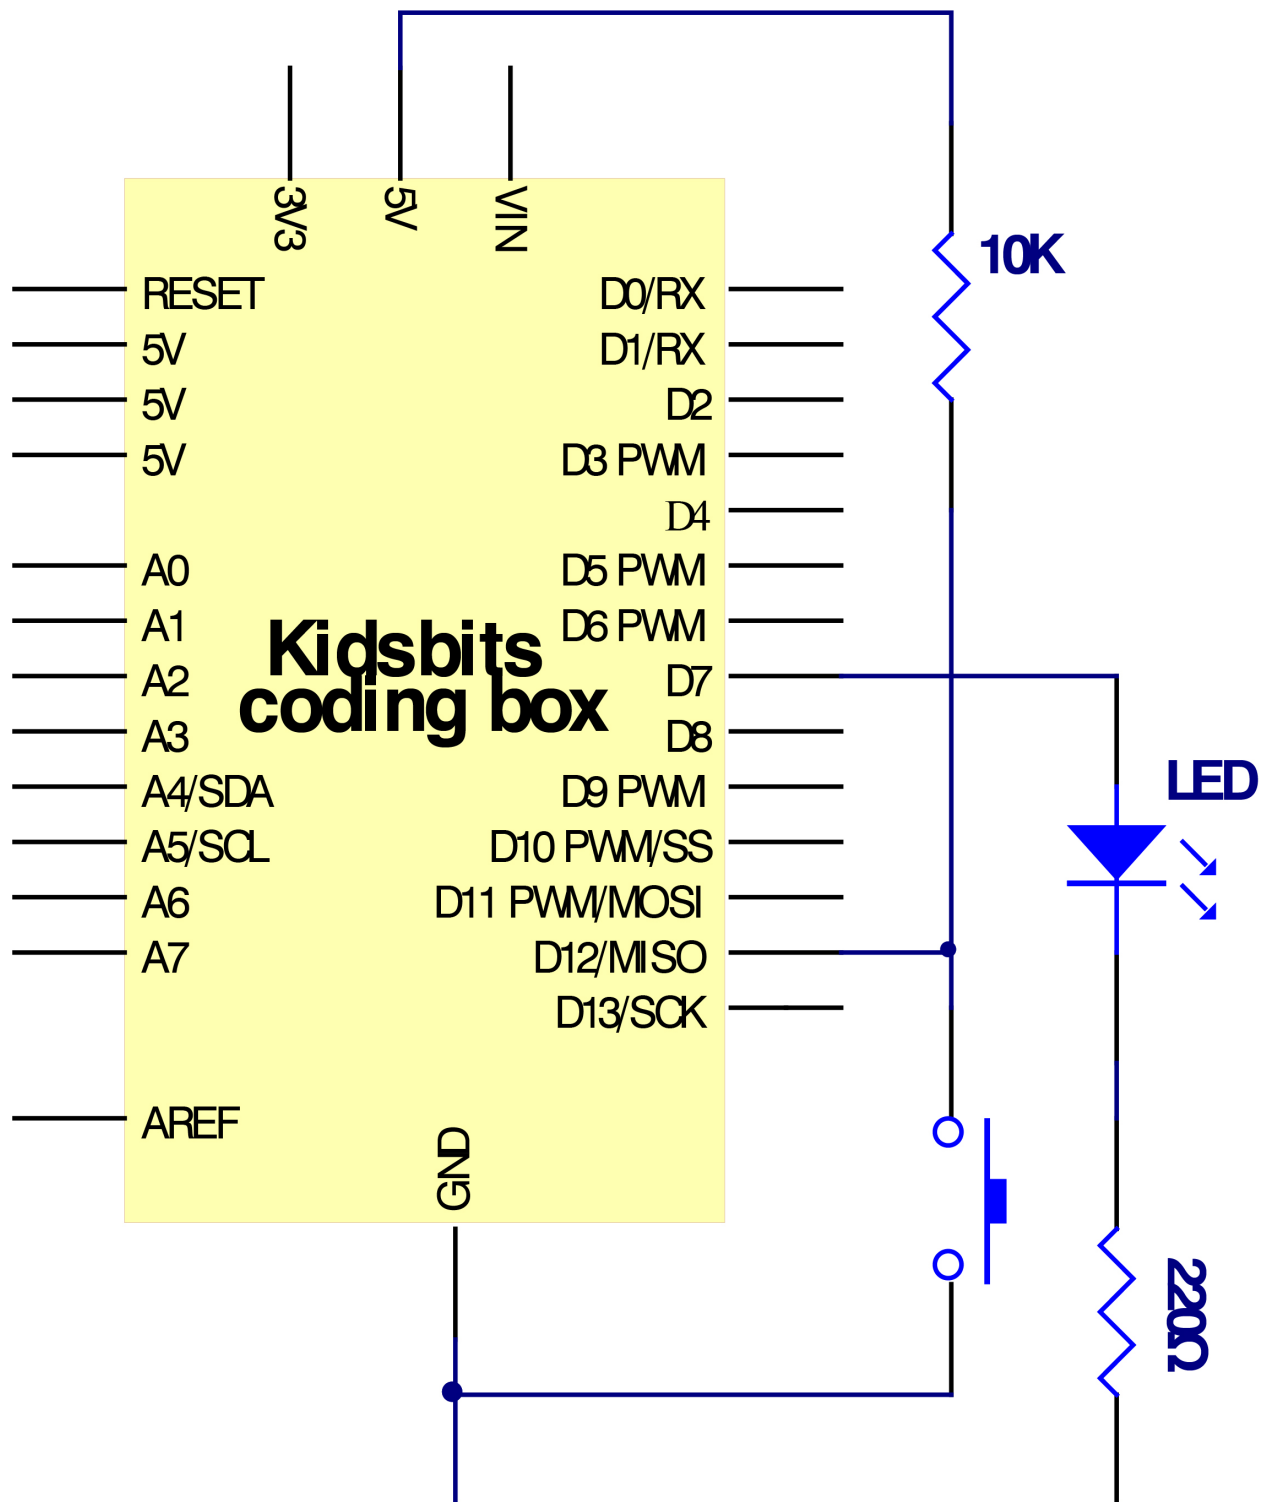 3V3
5V
VIN
10K
RESET
5V
5V
5V
A0
A1
A2
A3
A4/SDA
A5/SCL
A6
A7
AREF
Kidsbits
coding box
D0/RX
D1/RX
D2
D3 PWM
D4
D5 PWM
D6 PWM
D7
D8
D9 PWM
D10 PWM/SS
D11 PWM/MOSI
D12/MISO
D13/SCK
GND
LED
220Ω